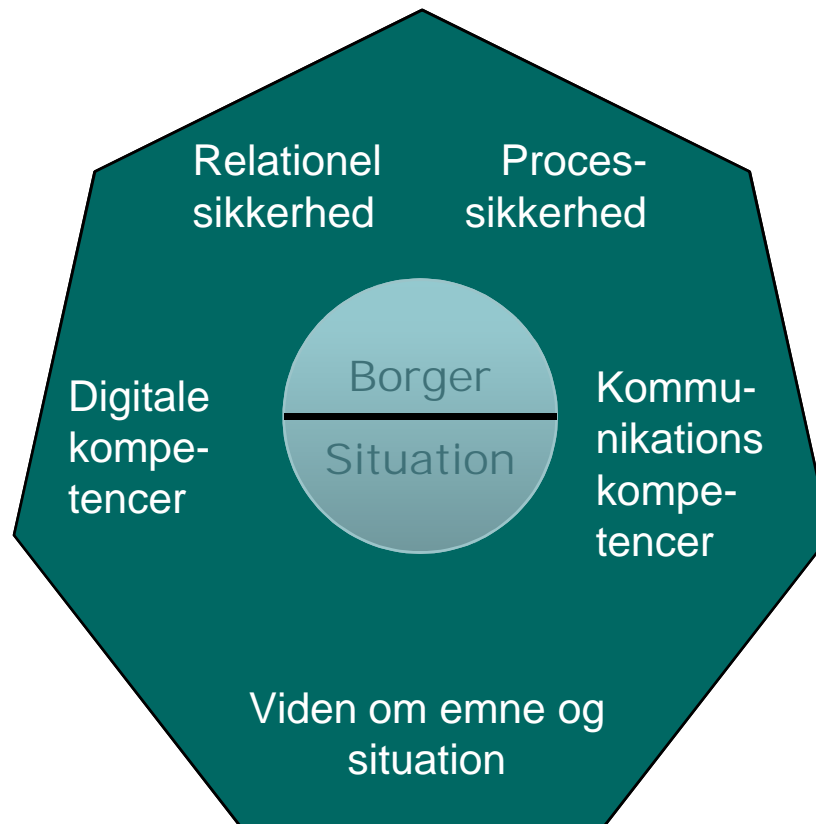 Relationel
sikkerhed
Proces-
sikkerhed
Borger
Situation
Digitale
kompe-
tencer
Kommu-
nikations
kompe-
tencer
Viden om emne og
situation